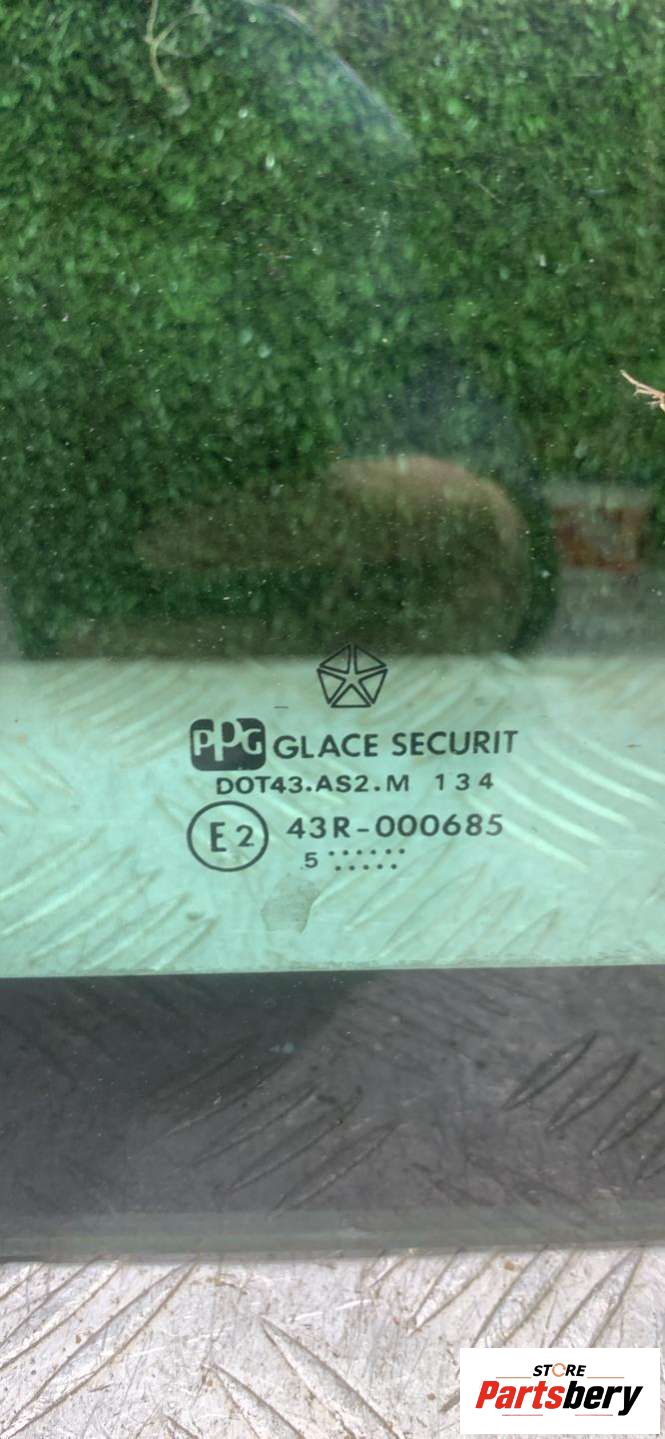 PPG GLACE SECURIT
DOT43.AS2.M 134
E2 43R-000685
5
STORE
Partsbery